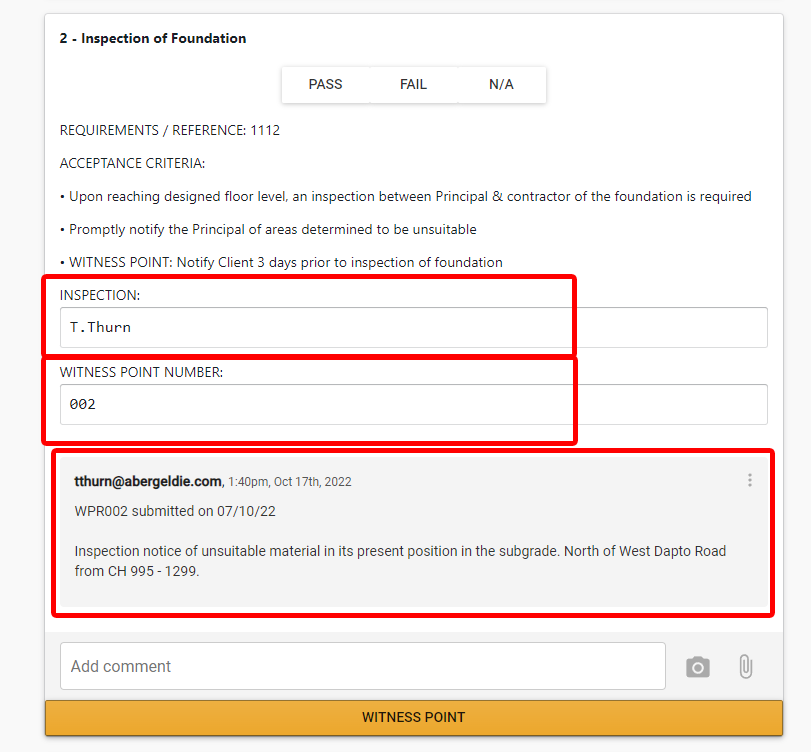 2 - Inspection of Foundation
PASS FAIL N/A
REQUIREMENTS / REFERENCE: 1112
ACCEPTANCE CRITERIA:
• Upon reaching designed floor level, an inspection between Principal & contractor of the foundation is required
• Promptly notify the Principal of areas determined to be unsuitable
• WITNESS POINT: Notify Client 3 days prior to inspection of foundation
INSPECTION:
T.Thurn
WITNESS POINT NUMBER:
002
tthurn@abergeldie.com, 1:40pm, Oct 17th, 2022
WPR002 submitted on 07/10/22
Inspection notice of unsuitable material in its present position in the subgrade. North of West Dapto Road
from CH 995 - 1299.
Add comment
WITNESS POINT